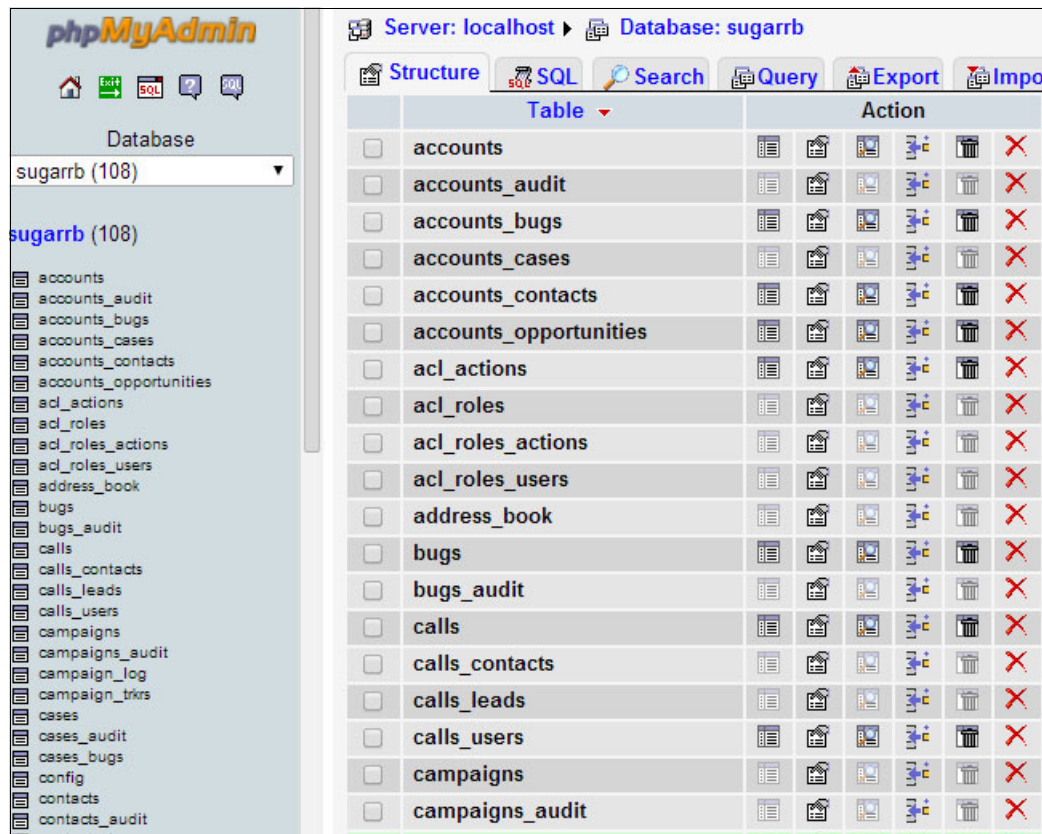 phpMyAdmin
Exit
SQL
?
SQL
Database
sugarrb (108)
sugarrb (108)
accounts
accounts_audit
accounts_bugs
accounts_cases
accounts_contacts
accounts_opportunities
acl_actions
acl_roles
acl_roles_actions
acl_roles_users
address_book
bugs
bugs_audit
calls
calls_contacts
calls_leads
calls_users
campaigns
campaigns_audit
campaign_log
campaign_trkrs
cases
cases_audit
cases_bugs
config
contacts
contacts_audit
Server: localhost Database: sugarrb
Structure SQL Search Query Export Impo
Table Action
accounts
accounts_audit
accounts_bugs
accounts_cases
accounts_contacts
accounts_opportunities
acl_actions
acl_roles
acl_roles_actions
acl_roles_users
address_book
bugs
bugs_audit
calls
calls_contacts
calls_leads
calls_users
campaigns
campaigns_audit